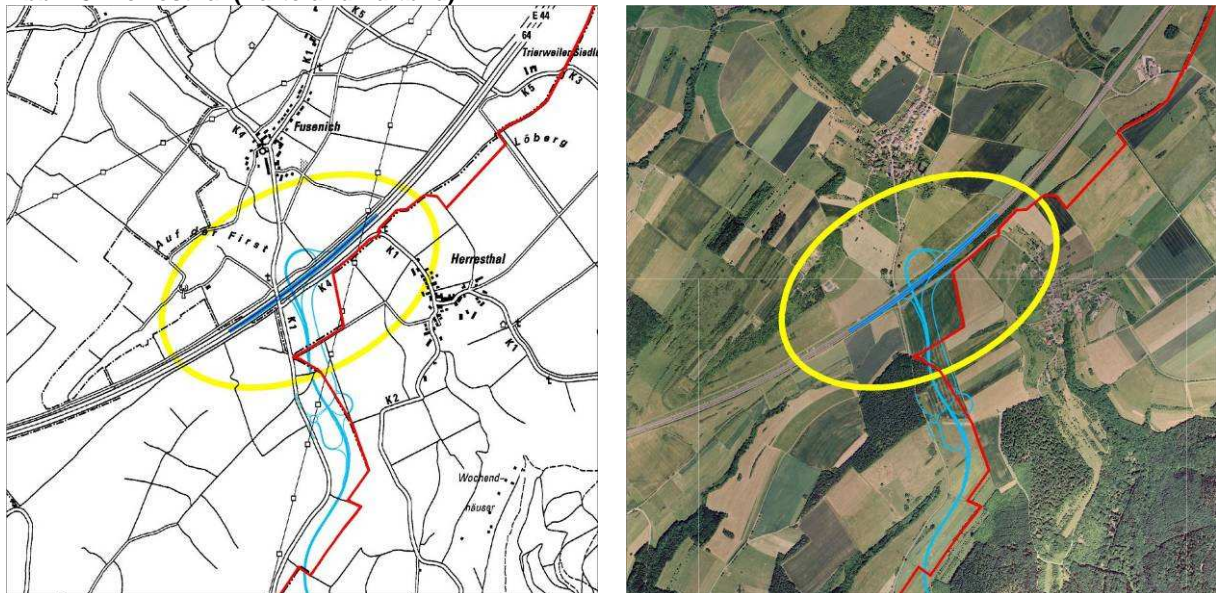 E 44
64
Trierweiler Siedl
K5
K1
K5
K3
K4
Fusenich
Löberg
Auf der First
K1
Herresthal
K4
K1
K1
K2
Wochend-
häuser